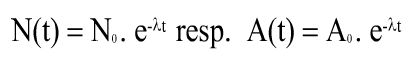 N(t) = N₀. e⁻λᵗ resp. A(t) = A₀. e⁻λᵗ